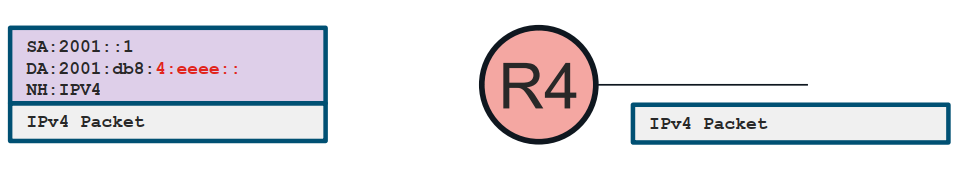 SA:2001::1
DA:2001:db8:4:eeee::
NH:IPV4
IPv4 Packet
R4
IPv4 Packet